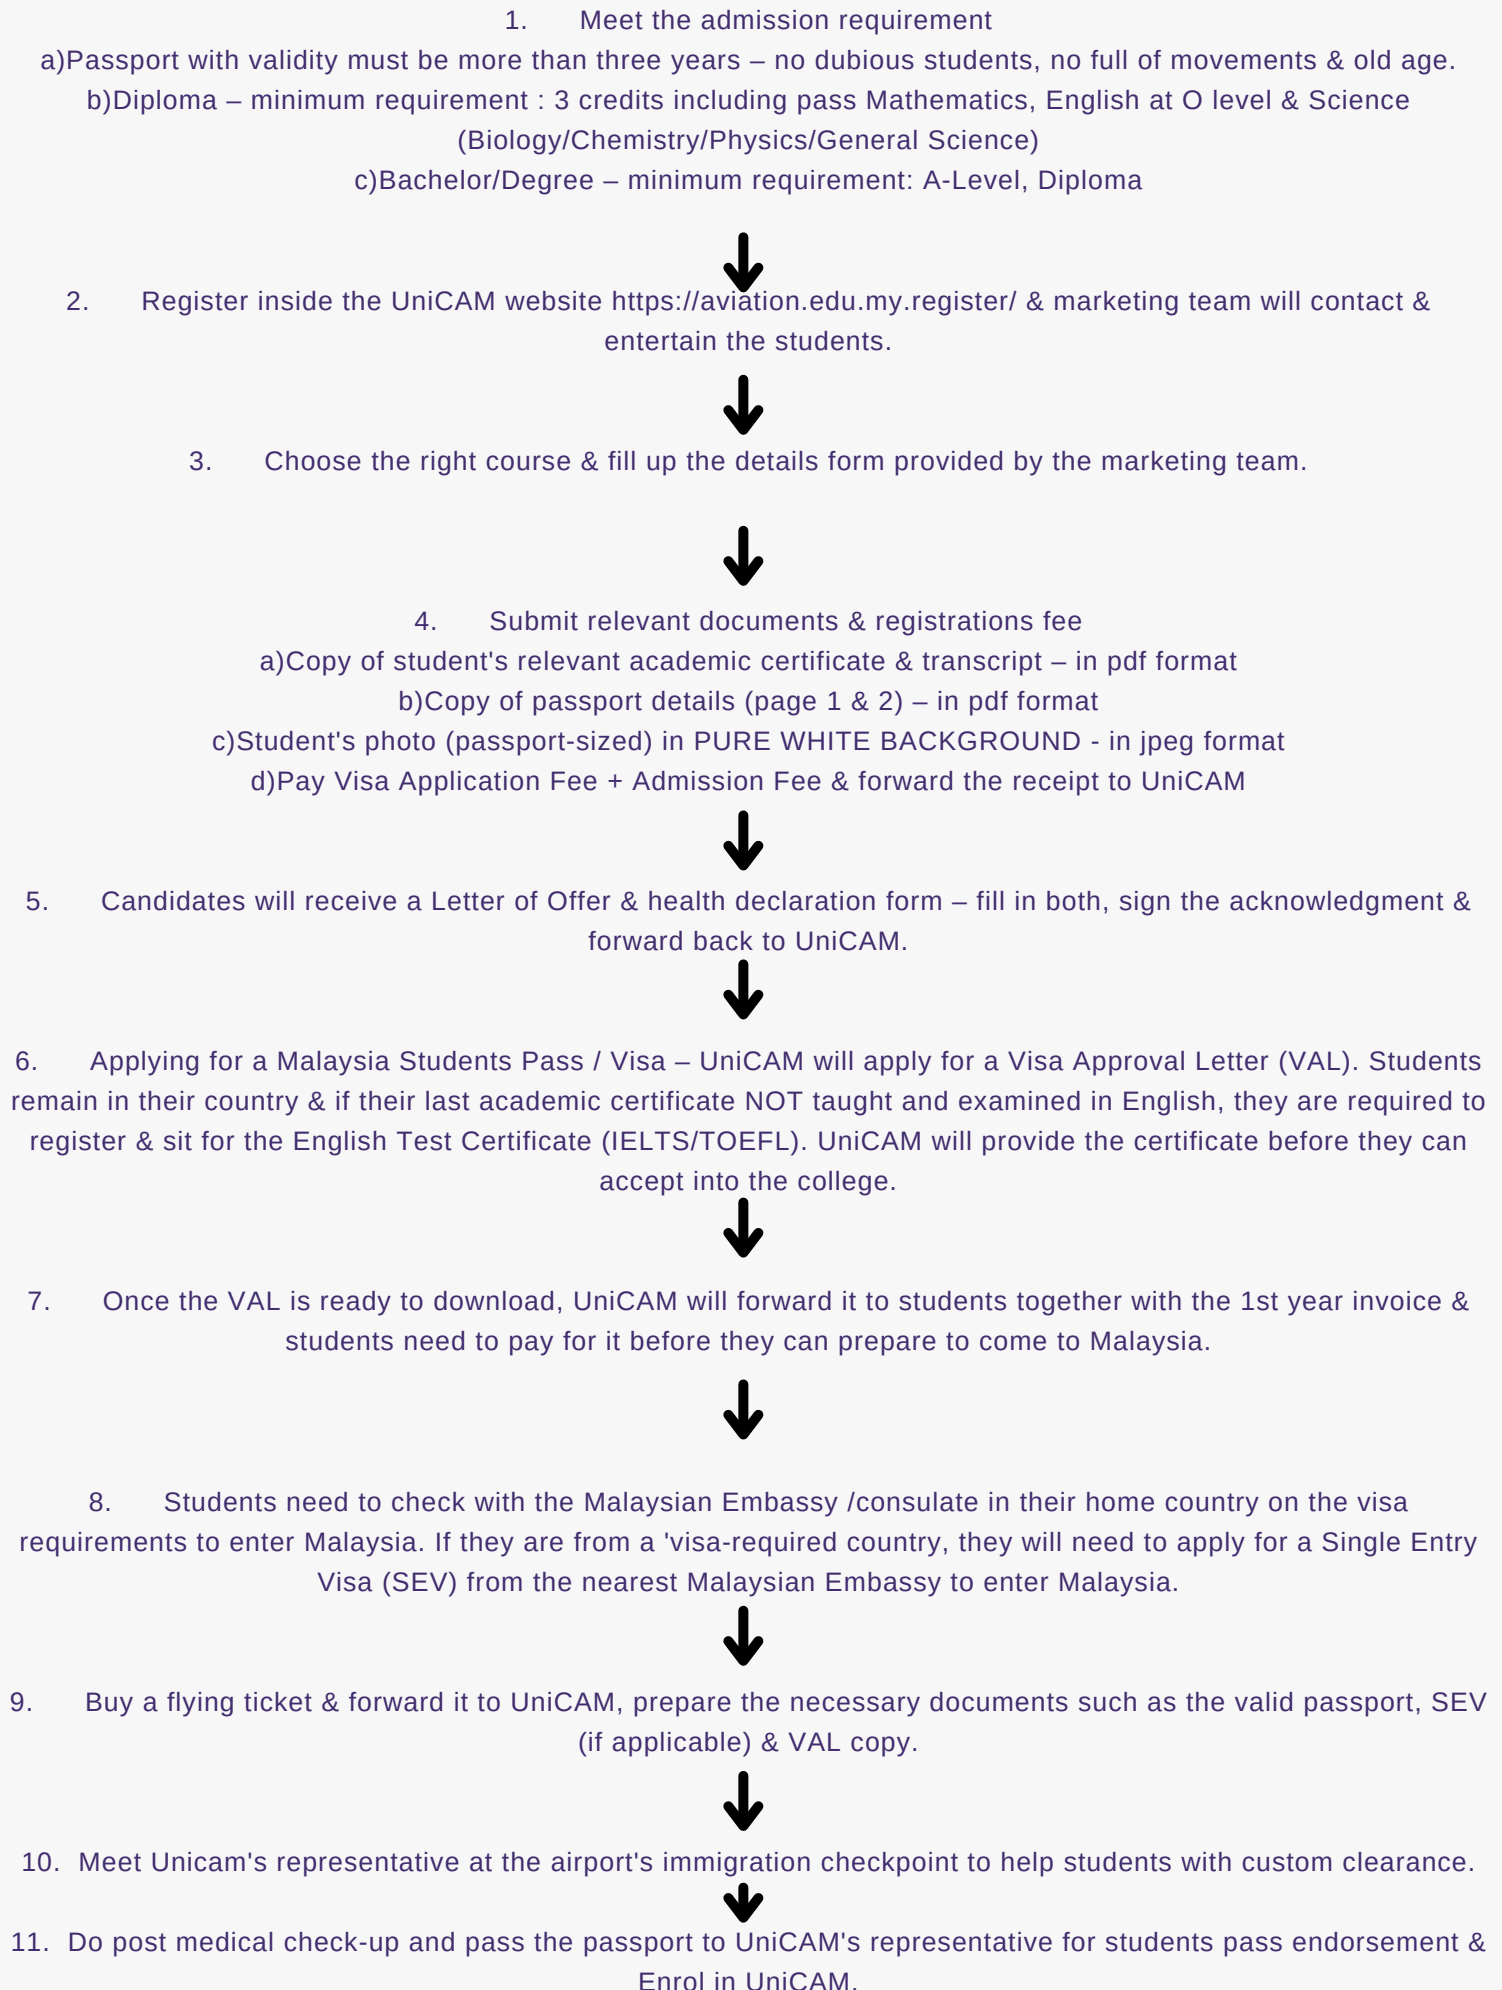 1. Meet the admission requirement
a)Passport with validity must be more than three years – no dubious students, no full of movements & old age.
b)Diploma – minimum requirement : 3 credits including pass Mathematics, English at O level & Science
(Biology/Chemistry/Physics/General Science)
c)Bachelor/Degree – minimum requirement: A-Level, Diploma
2. Register inside the UniCAM website https://aviation.edu.my.register/ & marketing team will contact &
entertain the students.
3. Choose the right course & fill up the details form provided by the marketing team.
4. Submit relevant documents & registrations fee
a)Copy of student's relevant academic certificate & transcript – in pdf format
b)Copy of passport details (page 1 & 2) – in pdf format
c)Student's photo (passport-sized) in PURE WHITE BACKGROUND - in jpeg format
d)Pay Visa Application Fee + Admission Fee & forward the receipt to UniCAM
5. Candidates will receive a Letter of Offer & health declaration form – fill in both, sign the acknowledgment &
forward back to UniCAM.
6. Applying for a Malaysia Students Pass / Visa – UniCAM will apply for a Visa Approval Letter (VAL). Students
remain in their country & if their last academic certificate NOT taught and examined in English, they are required to
register & sit for the English Test Certificate (IELTS/TOEFL). UniCAM will provide the certificate before they can
accept into the college.
7. Once the VAL is ready to download, UniCAM will forward it to students together with the 1st year invoice &
students need to pay for it before they can prepare to come to Malaysia.
8. Students need to check with the Malaysian Embassy /consulate in their home country on the visa
requirements to enter Malaysia. If they are from a 'visa-required country, they will need to apply for a Single Entry
Visa (SEV) from the nearest Malaysian Embassy to enter Malaysia.
9. Buy a flying ticket & forward it to UniCAM, prepare the necessary documents such as the valid passport, SEV
(if applicable) & VAL copy.
10. Meet Unicam's representative at the airport's immigration checkpoint to help students with custom clearance.
11. Do post medical check-up and pass the passport to UniCAM's representative for students pass endorsement &
Enrol in UniCAM.